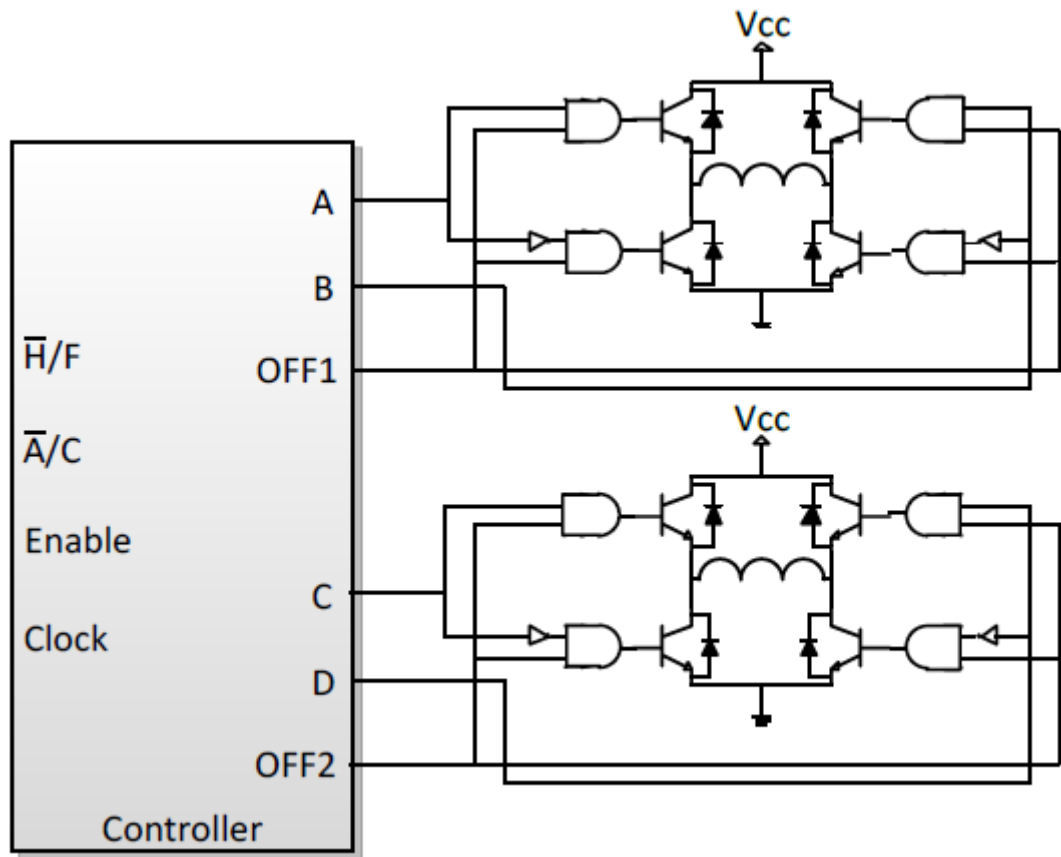 Vcc
A
B
H̅/F
OFF1
A̅/C
Vcc
Enable
C
Clock
D
OFF2
Controller